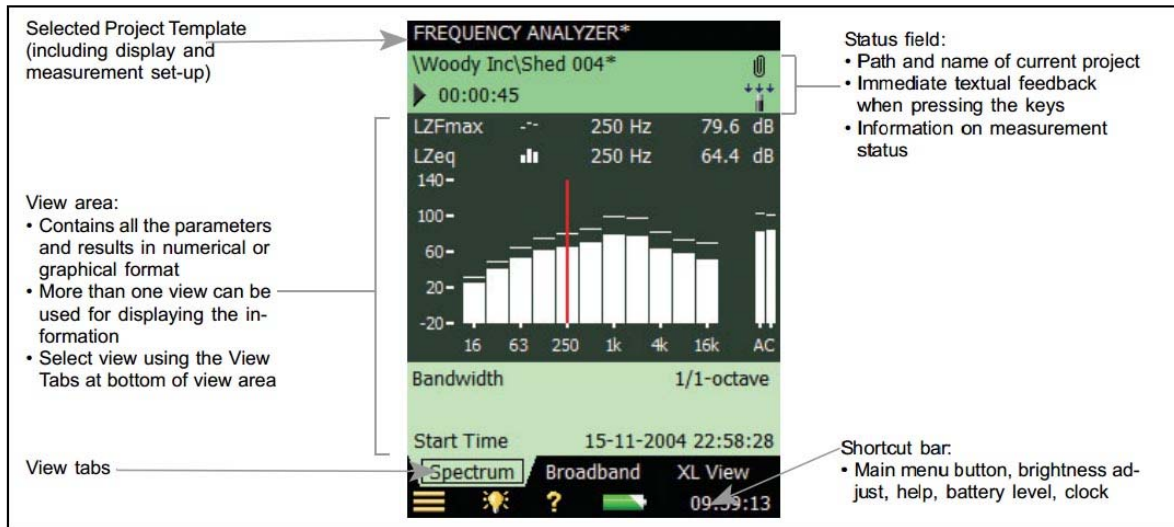 Selected Project Template
(including display and
measurement set-up)
View area:
• Contains all the parameters
and results in numerical or
graphical format
• More than one view can be
used for displaying the in-
formation
• Select view using the View
Tabs at bottom of view area
View tabs
FREQUENCY ANALYZER*
\Woody Inc\Shed 004*
00:00:45
LZFmax 250 Hz 79.6 dB
LZeq 250 Hz 64.4 dB
140
100
60
20
-20
16 63 250 1k 4k 16k AC
Bandwidth 1/1-octave
Start Time 15-11-2004 22:58:28
Spectrum Broadband XL View
? 09:39:13
Status field:
• Path and name of current project
• Immediate textual feedback
when pressing the keys
• Information on measurement
status
Shortcut bar:
• Main menu button, brightness ad-
just, help, battery level, clock